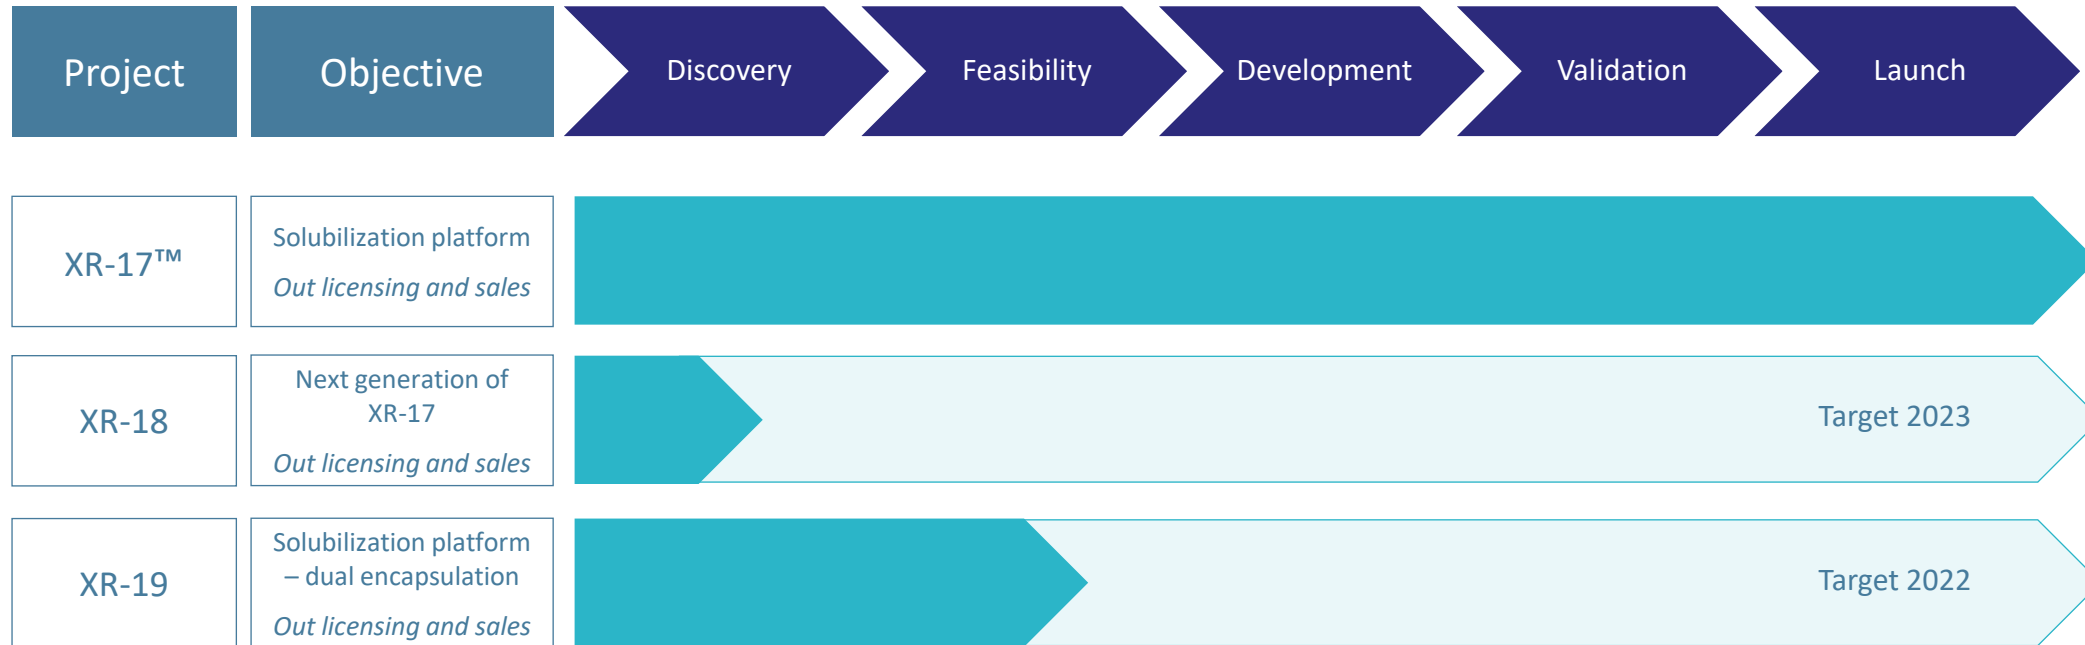 Project
Objective
Discovery
Feasibility
Development
Validation
Launch
XR-17™
Solubilization platform
Out licensing and sales
XR-18
Next generation of
XR-17
Out licensing and sales
Target 2023
XR-19
Solubilization platform
– dual encapsulation
Out licensing and sales
Target 2022